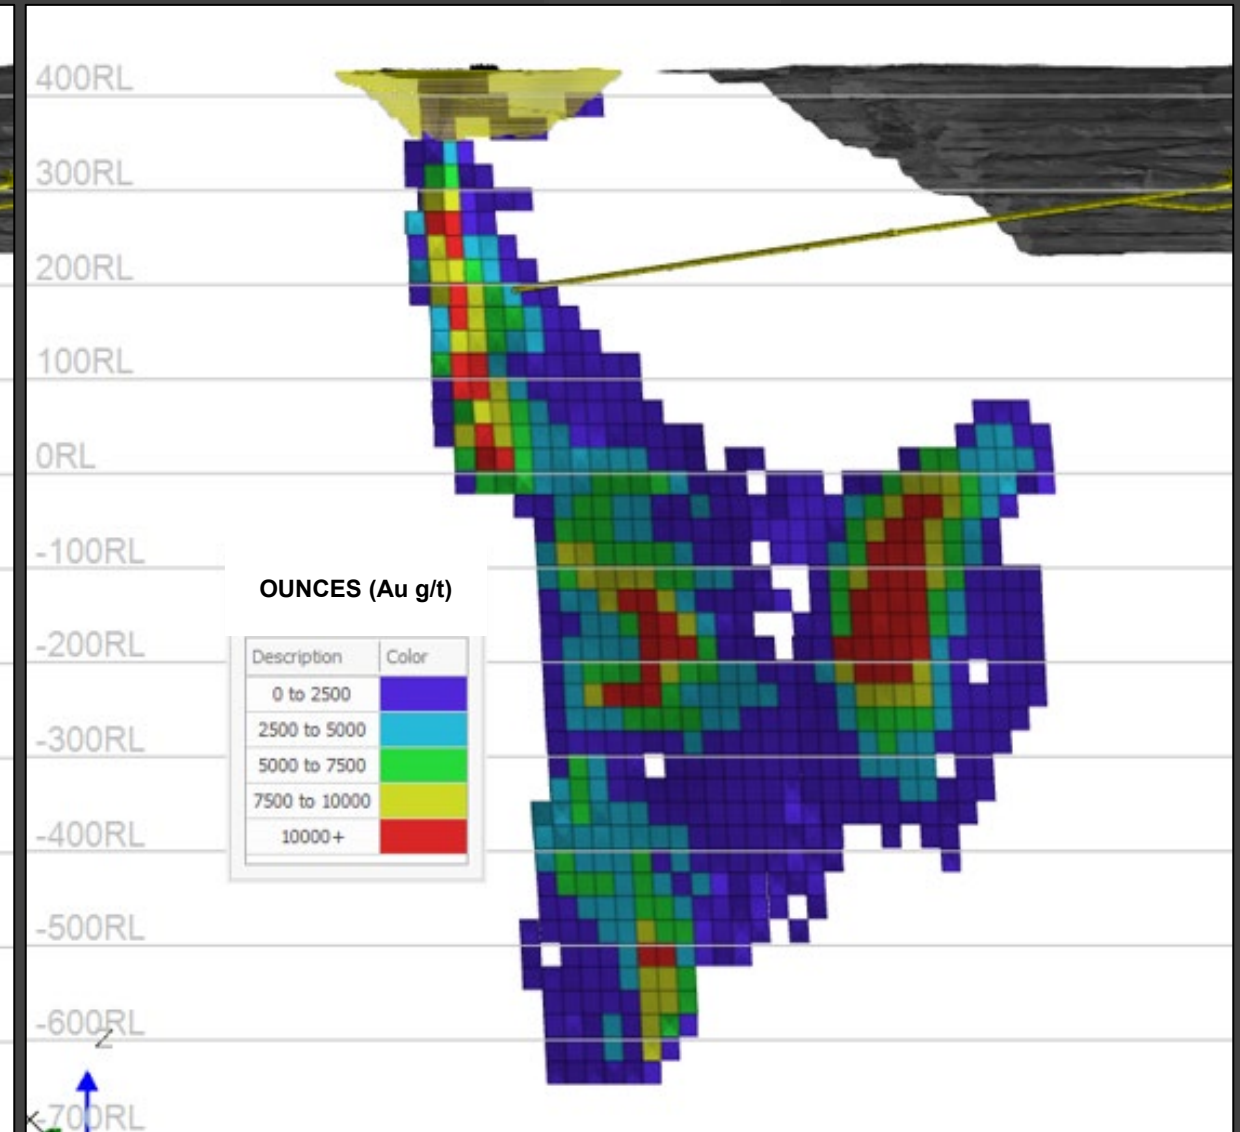 400RL
300RL
200RL
100RL
0RL
-100RL
OUNCES (Au g/t)
-200RL
Description Color
0 to 2500
2500 to 5000
-300RL
5000 to 7500
7500 to 10000
10000+
-400RL
-500RL
-600RL
Z
-700RL